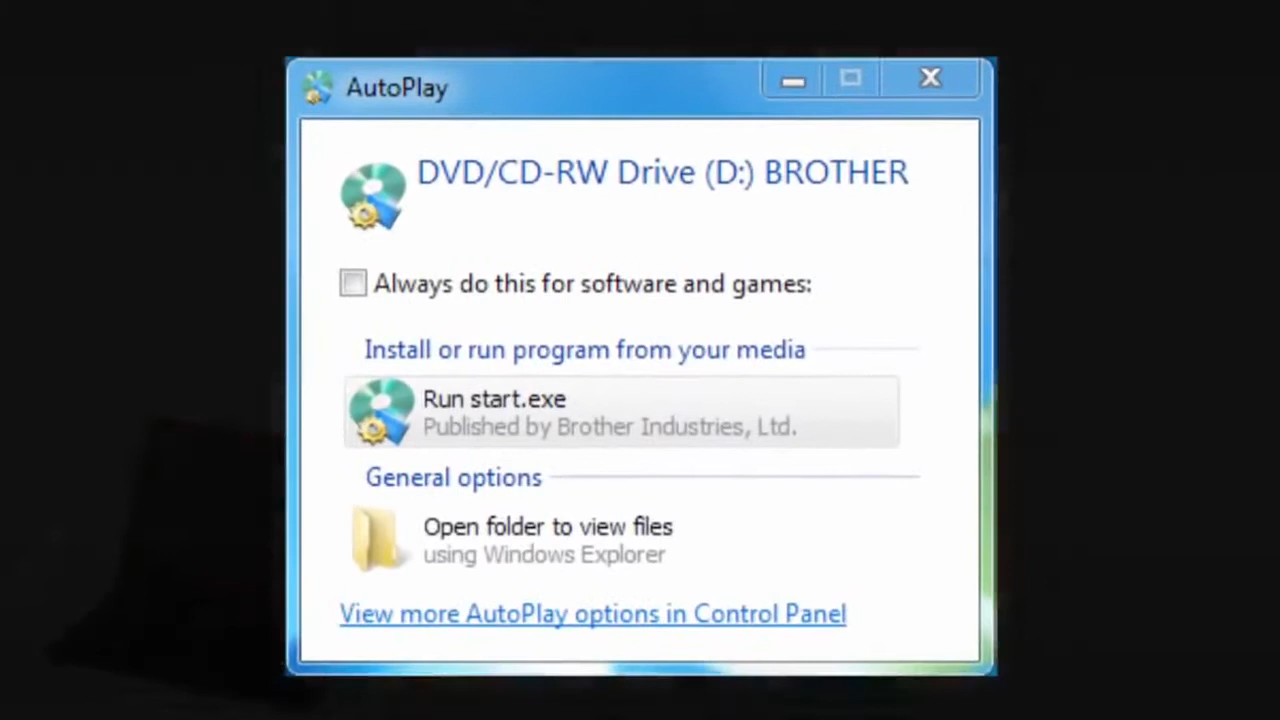 AutoPlay
DVD/CD-RW Drive (D:) BROTHER
Always do this for software and games:
Install or run program from your media
Run start.exe
Published by Brother Industries, Ltd.
General options
Open folder to view files
using Windows Explorer
View more AutoPlay options in Control Panel